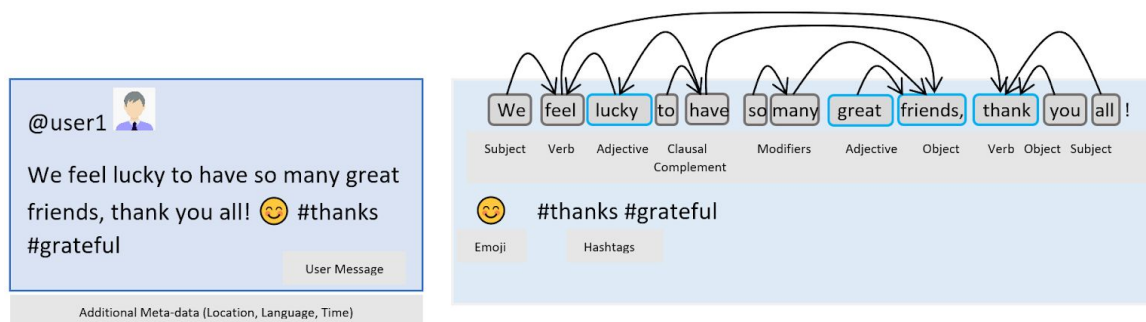 @user1
We feel lucky to have so many great
friends, thank you all! 😊 #thanks
#grateful
User Message
Additional Meta-data (Location, Language, Time)
We feel lucky to have so many great friends, thank you all !
Subject Verb Adjective Clausal Complement Modifiers Adjective Object Verb Object Subject
😊 #thanks #grateful
Emoji Hashtags